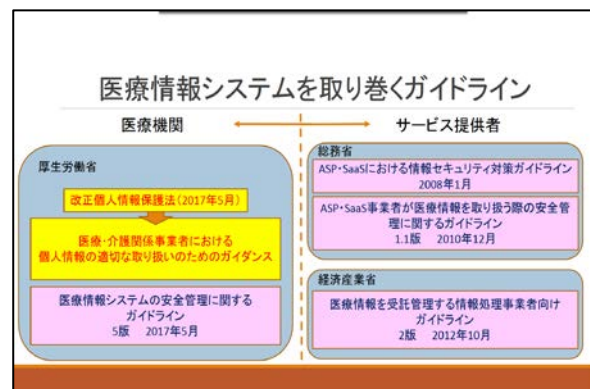 医療情報システムを取り巻くガイドライン
医療機関
サービス提供者
厚生労働省
改正個人情報保護法(2017年5月)
医療・介護関係事業者における
個人情報の適切な取り扱いのためのガイダンス
医療情報システムの安全管理に関する
ガイドライン
5版 2017年5月
総務省
ASP・SaaSにおける情報セキュリティ対策ガイドライン
2008年1月
ASP・SaaS事業者が医療情報を取り扱う際の安全管
理に関するガイドライン
1.1版 2010年12月
経済産業省
医療情報を受託管理する情報処理事業者向け
ガイドライン
2版 2012年10月